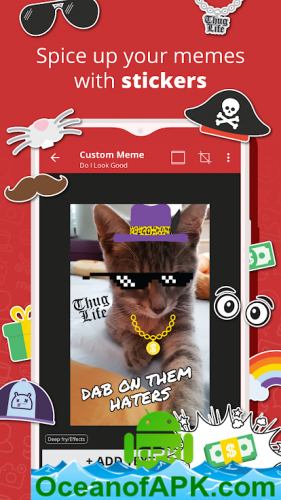 Thug
Life
Spice up your memes
with stickers
Custom Meme
Do I Look Good
Thug
Life
DAB ON THEM
HATERS
Deep fry/Effects
+ ADD
APK
OceanofAPK.com